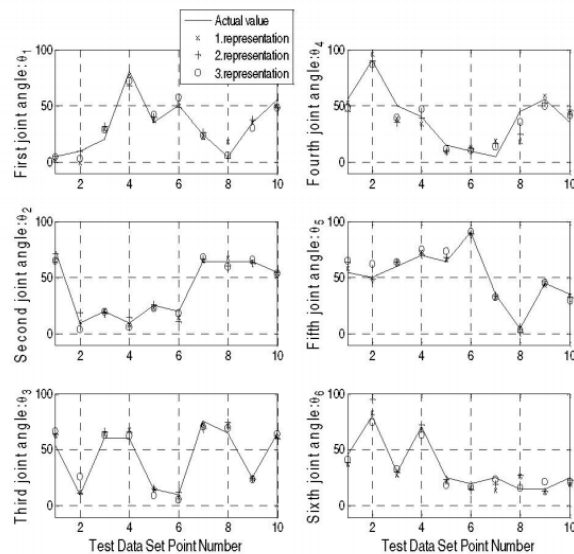 Actual value
1.representation
2.representation
3.representation
First joint angle:θ1
100
50
0
2 4 6 8 10
Fourth joint angle:θ4
100
50
0
2 4 6 8 10
Second joint angle:θ2
100
50
0
2 4 6 8 10
Fifth joint angle:θ5
100
50
0
2 4 6 8 10
Third joint angle:θ3
100
50
0
2 4 6 8 10
Test Data Set Point Number
Sixth joint angle:θ6
100
50
0
2 4 6 8 10
Test Data Set Point Number